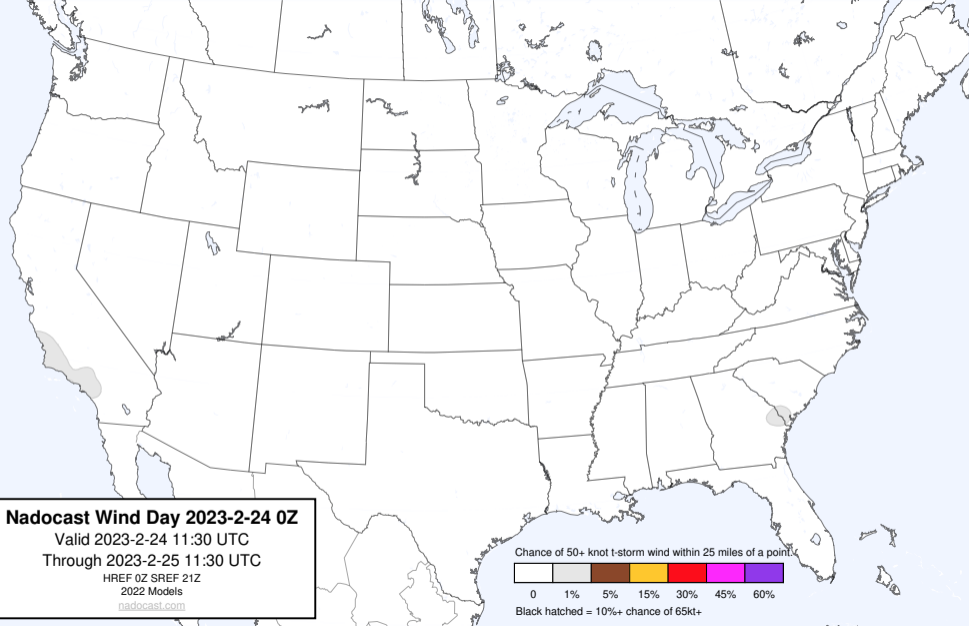 Nadocast Wind Day 2023-2-24 0Z
Valid 2023-2-24 11:30 UTC
Through 2023-2-25 11:30 UTC
HREF 0Z SREF 21Z
2022 Models
nadocast.com
Chance of 50+ knot t-storm wind within 25 miles of a point.
0 1% 5% 15% 30% 45% 60%
Black hatched = 10%+ chance of 65kt+